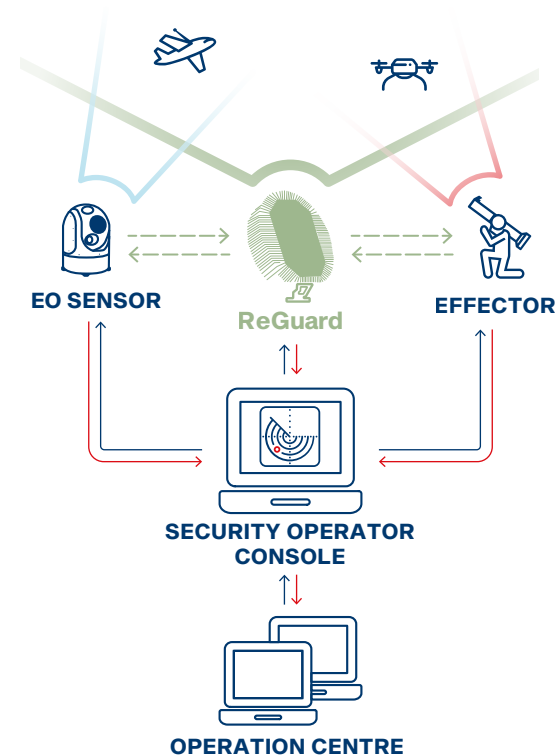 EO SENSOR
ReGuard
EFFECTOR
SECURITY OPERATOR
CONSOLE
OPERATION CENTRE